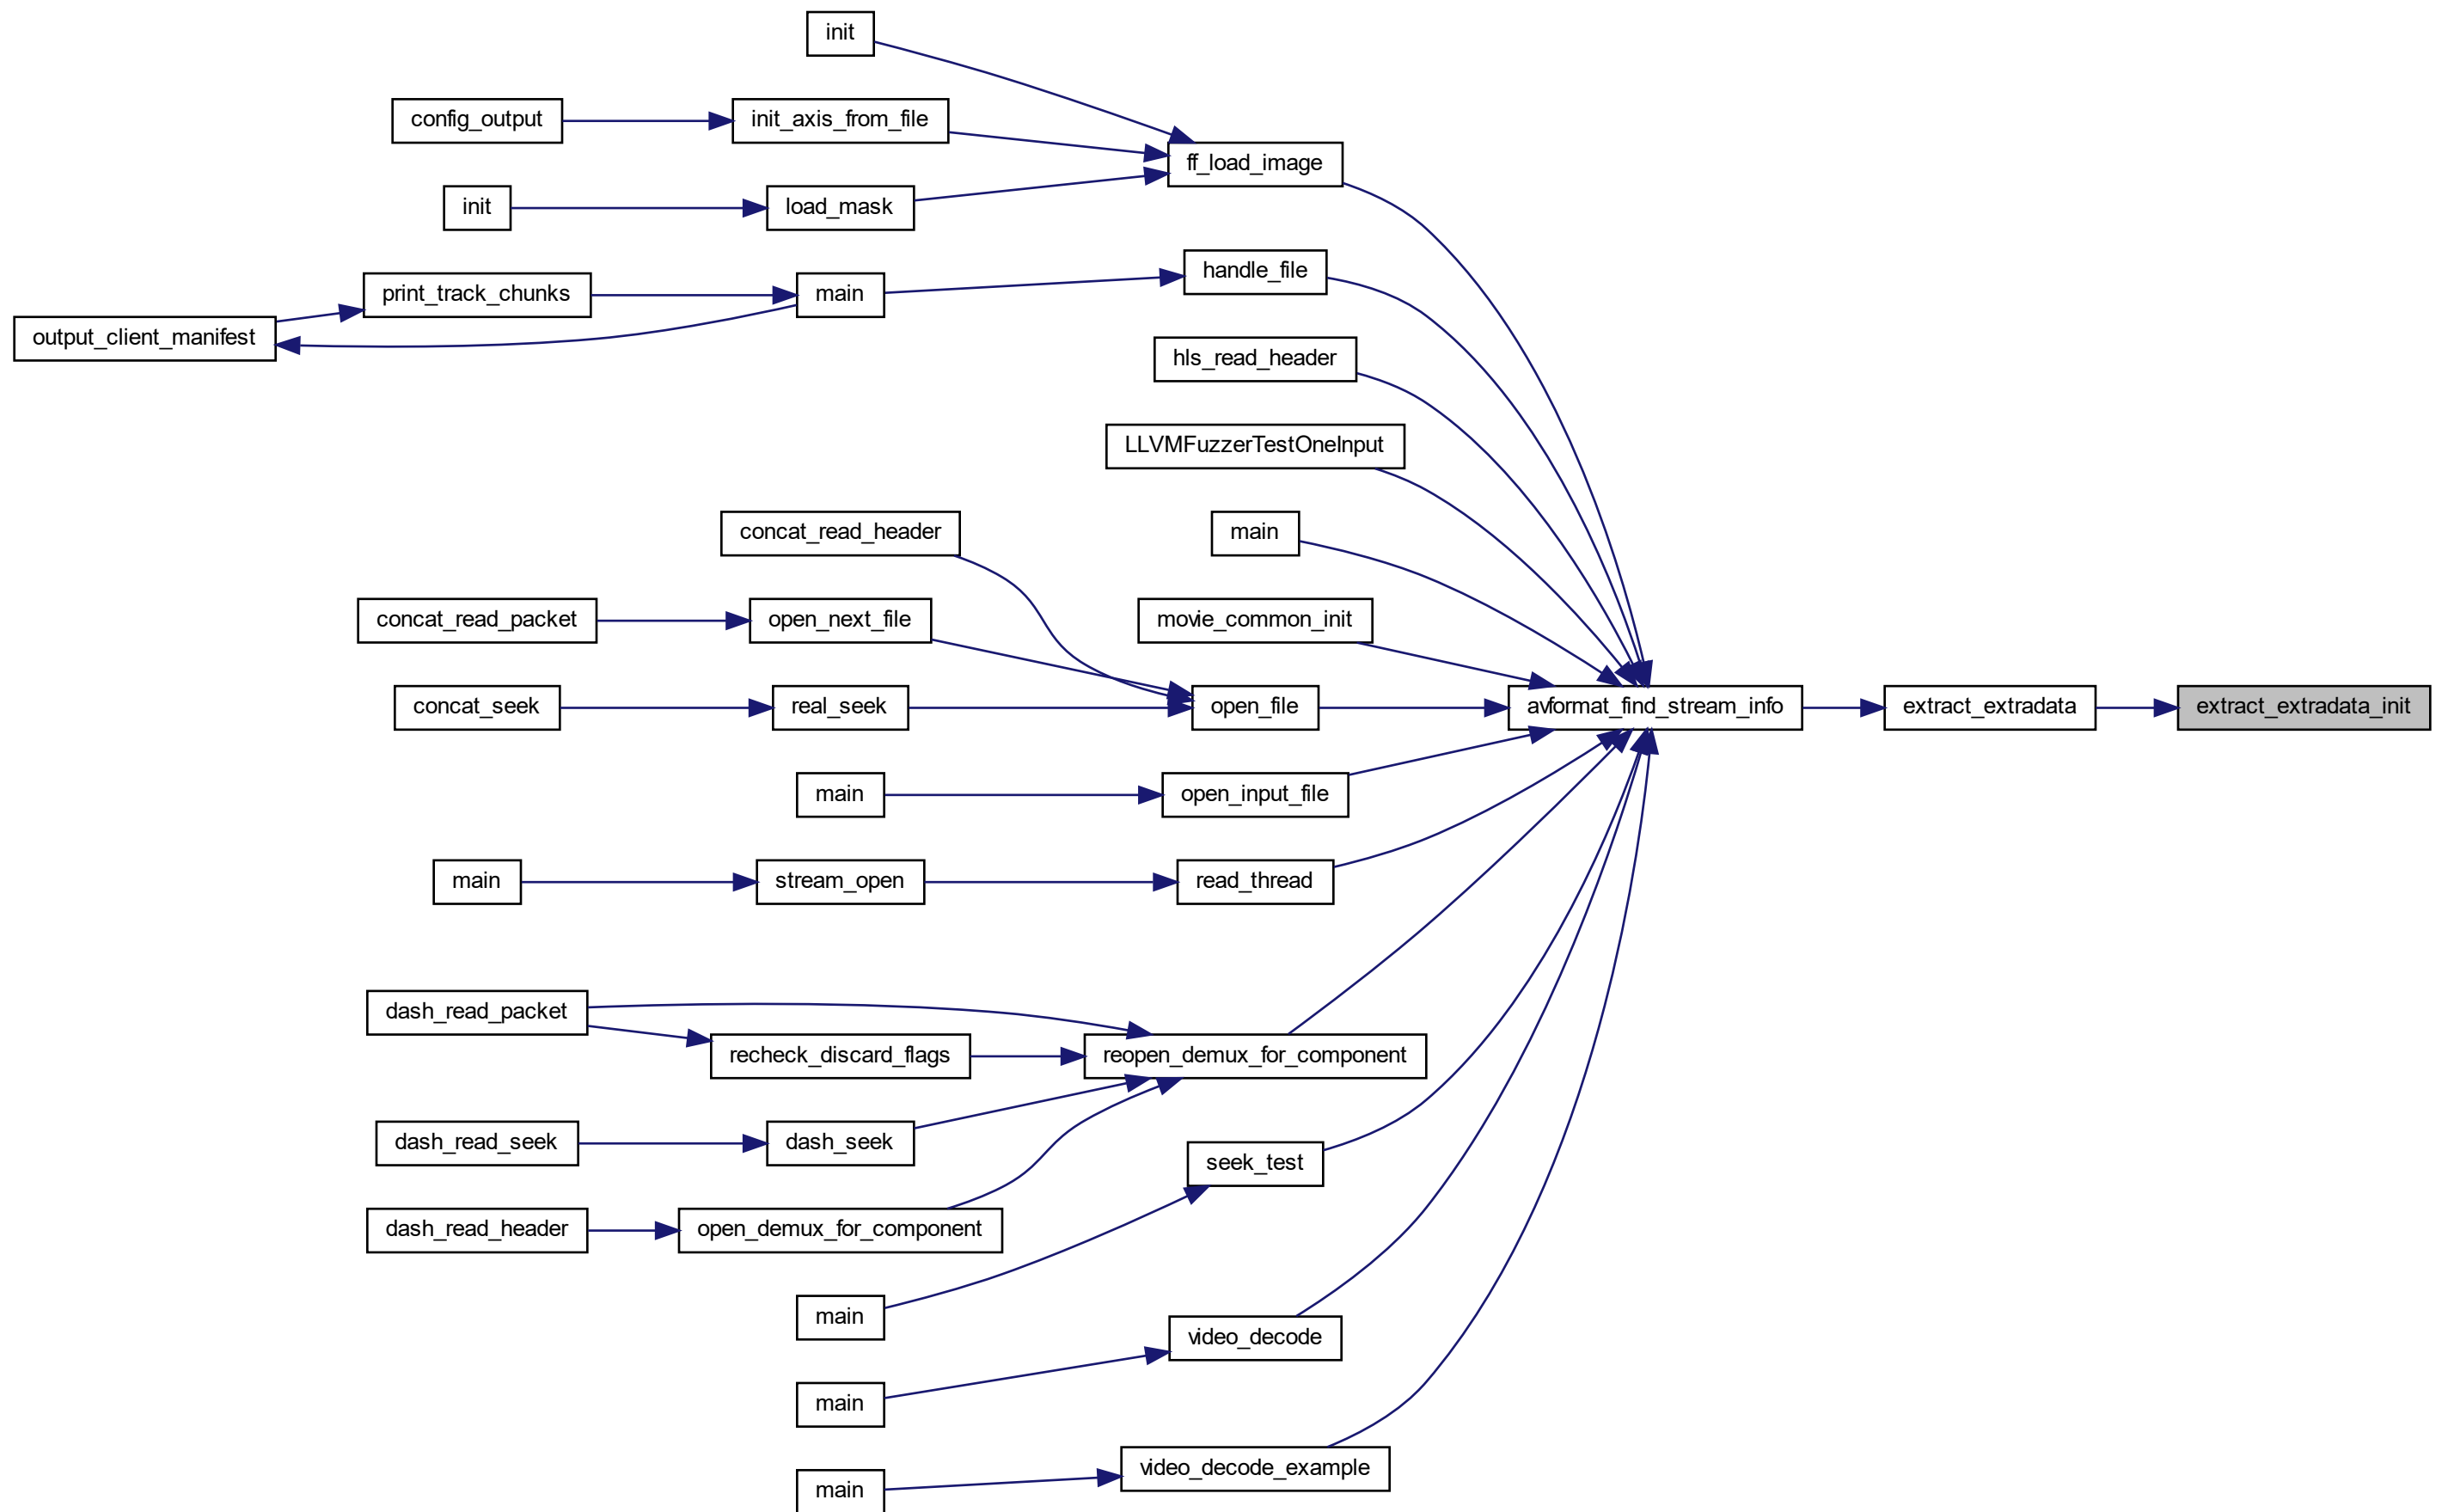 init
config_output
init_axis_from_file
ff_load_image
init
load_mask
handle_file
print_track_chunks
main
output_client_manifest
hls_read_header
LLVMFuzzerTestOneInput
concat_read_header
main
concat_read_packet
open_next_file
movie_common_init
concat_seek
real_seek
open_file
avformat_find_stream_info
extract_extradata
extract_extradata_init
main
open_input_file
main
stream_open
read_thread
dash_read_packet
recheck_discard_flags
reopen_demux_for_component
dash_read_seek
dash_seek
seek_test
dash_read_header
open_demux_for_component
main
video_decode
main
video_decode_example
main